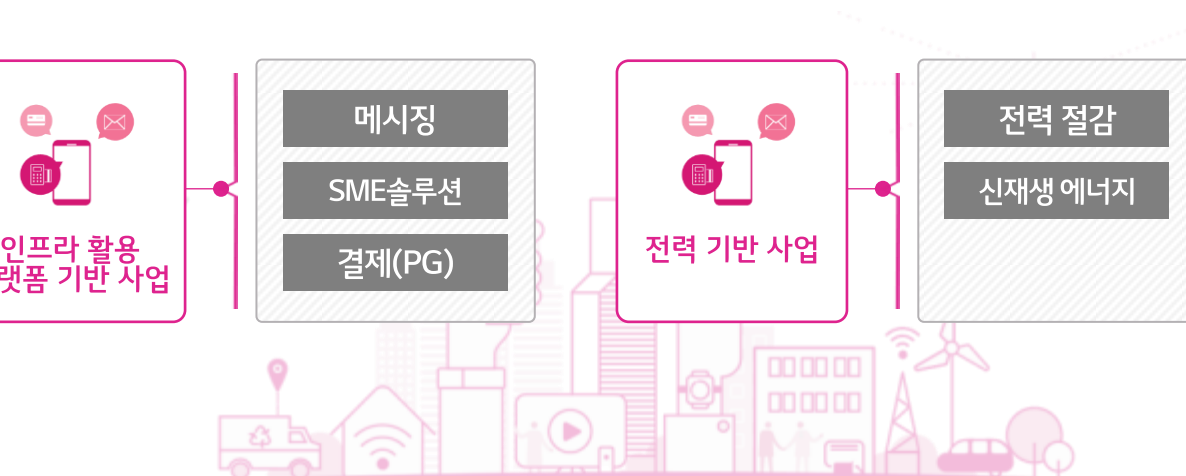 인프라 활용
랫폼 기반 사업
메시징
SME솔루션
결제(PG)
전력 기반 사업
전력 절감
신재생 에너지